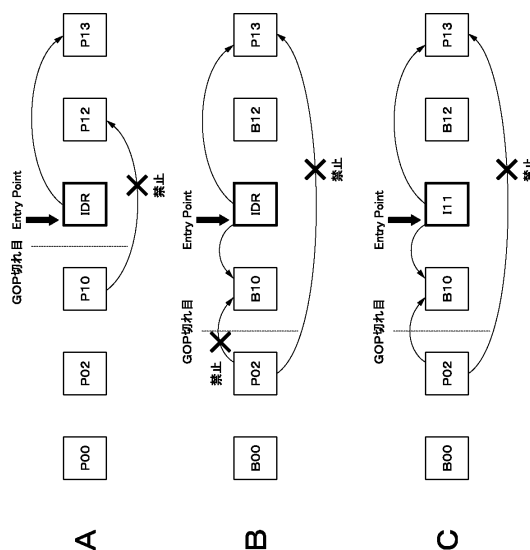 A
P00
P02
P10
GOP切れ目
Entry Point
IDR
禁止
P12
P13
B
B00
P02
禁止
GOP切れ目
B10
Entry Point
IDR
B12
禁止
P13
C
B00
P02
GOP切れ目
B10
Entry Point
I11
B12
禁止
P13